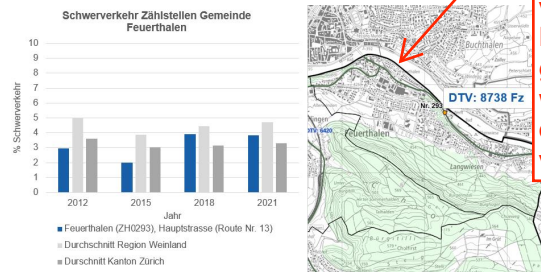 Schwerverkehr Zählstellen Gemeinde
Feuerthalen
10
9
8
7
6
5
4
3
2
1
0
% Schwerverkehr
2012 2015 2018 2021
Jahr
Feuerthalen (ZH0293), Hauptstrasse (Route Nr. 13)
Durchschnitt Region Weinland
Durschnitt Kanton Zürich
Buchthalen
DTV: 8738 Fz
Nr. 293
DTV: 6420
Feuerthalen
Langwiesen